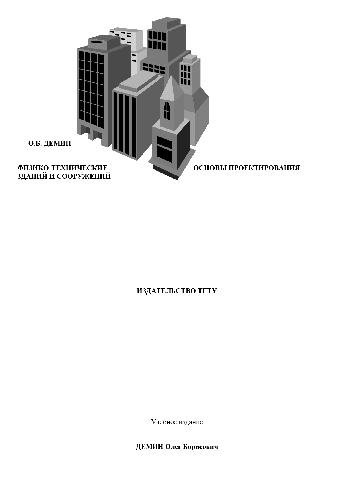 О.Б. ДЕМИН
ФИЗИКО-ТЕХНИЧЕСКИЕ ОСНОВЫ ПРОЕКТИРОВАНИЯ
ЗДАНИЙ И СООРУЖЕНИЙ
ИЗДАТЕЛЬСТВО ТГТУ
Учебное издание
ДЕМИН Олег Борисович